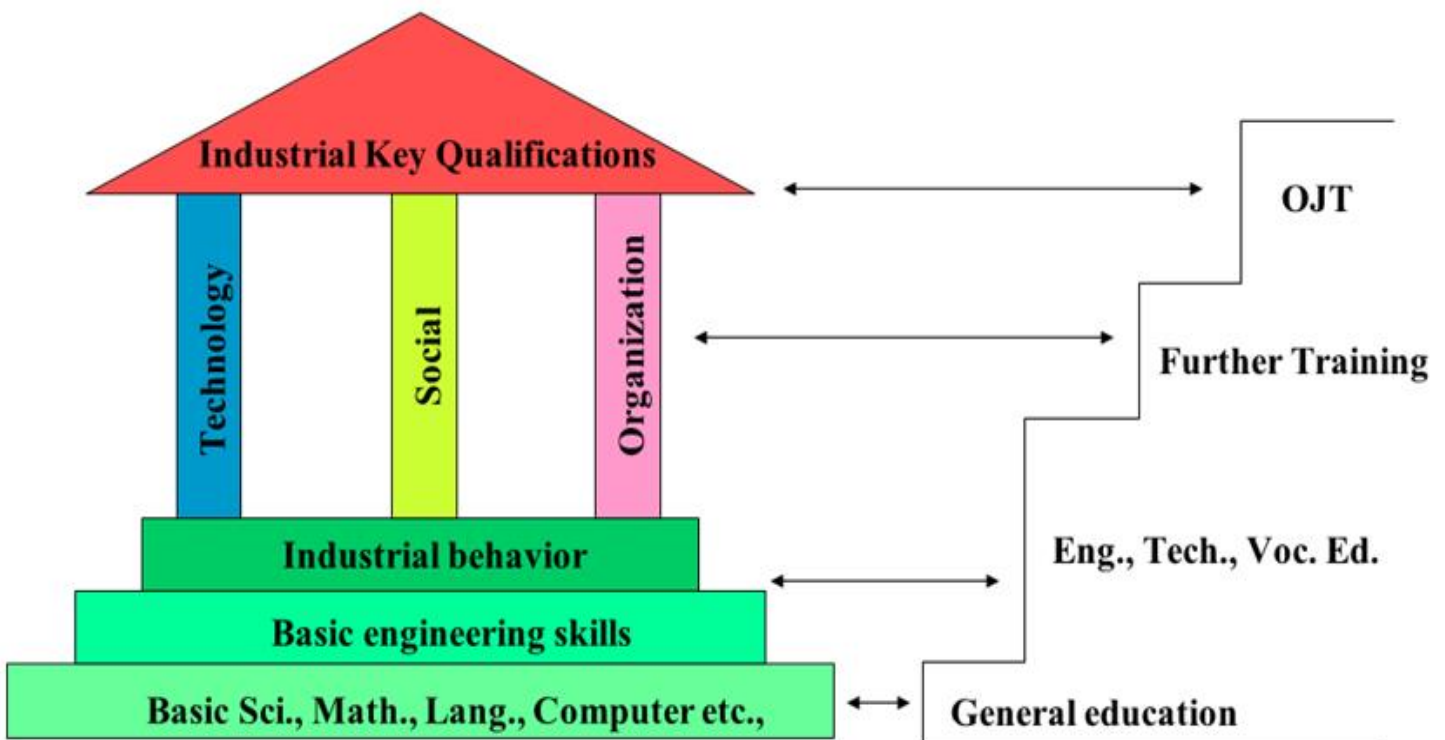 Industrial Key Qualifications
OJT
Technology
Social
Organization
Further Training
Industrial behavior
Eng., Tech., Voc. Ed.
Basic engineering skills
Basic Sci., Math., Lang., Computer etc.,
General education